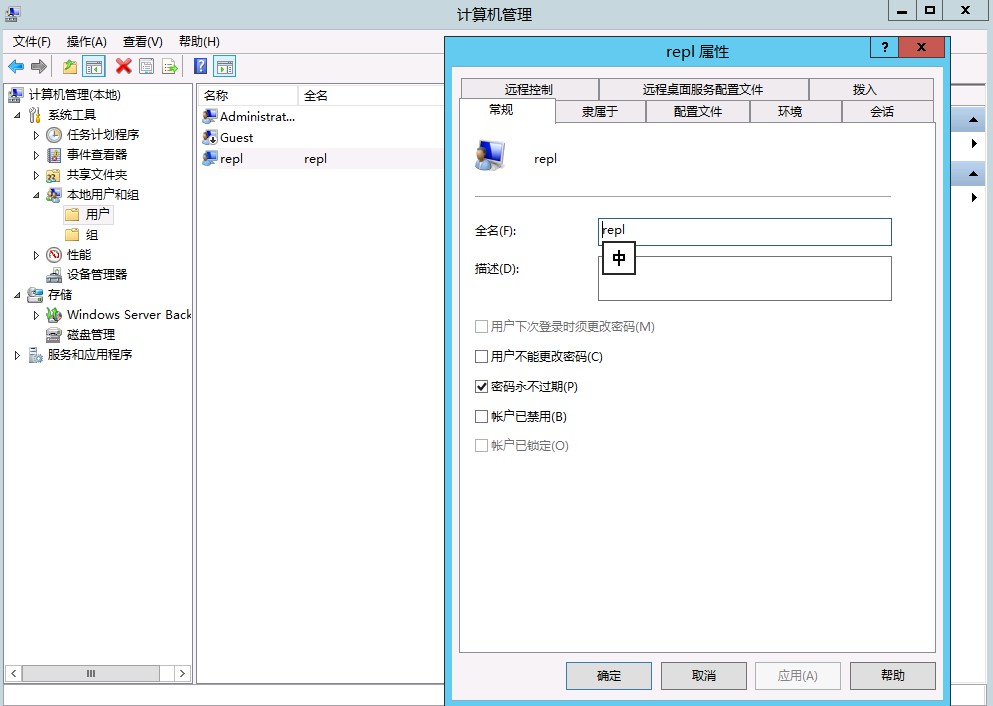 计算机管理
文件(F) 操作(A) 查看(V) 帮助(H)
计算机管理(本地)
系统工具
任务计划程序
事件查看器
共享文件夹
本地用户和组
用户
组
性能
设备管理器
存储
Windows Server Back
磁盘管理
服务和应用程序
名称 全名
Administrat...
Guest
repl repl
repl 属性
远程控制 远程桌面服务配置文件 拨入
常规 隶属于 配置文件 环境 会话
repl
全名(F): repl
中
描述(D):
用户下次登录时须更改密码(M)
用户不能更改密码(C)
密码永不过期(P)
帐户已禁用(B)
帐户已锁定(O)
确定 取消 应用(A) 帮助